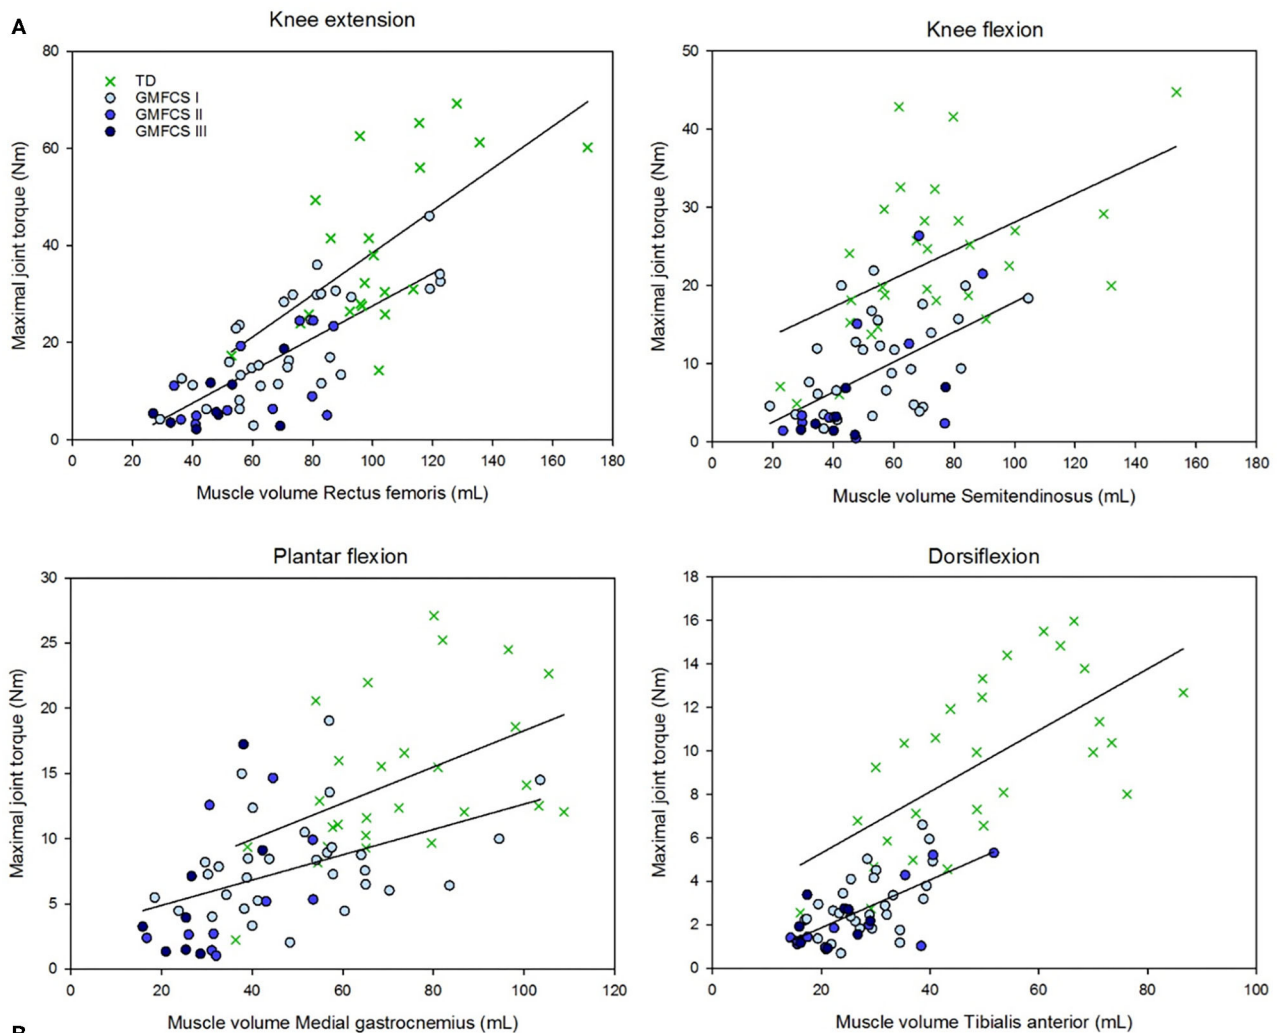 A
Knee extension
80
60
40
20
0
TD
GMFCS I
GMFCS II
GMFCS III
Maximal joint torque (Nm)
0 20 40 60 80 100 120 140 160 180
Muscle volume Rectus femoris (mL)
Knee flexion
50
40
30
20
10
0
Maximal joint torque (Nm)
0 20 40 60 80 100 120 140 160 180
Muscle volume Semitendinosus (mL)
Plantar flexion
30
25
20
15
10
5
0
Maximal joint torque (Nm)
0 20 40 60 80 100 120
Muscle volume Medial gastrocnemius (mL)
Dorsiflexion
18
16
14
12
10
8
6
4
2
0
Maximal joint torque (Nm)
0 20 40 60 80 100
Muscle volume Tibialis anterior (mL)
B